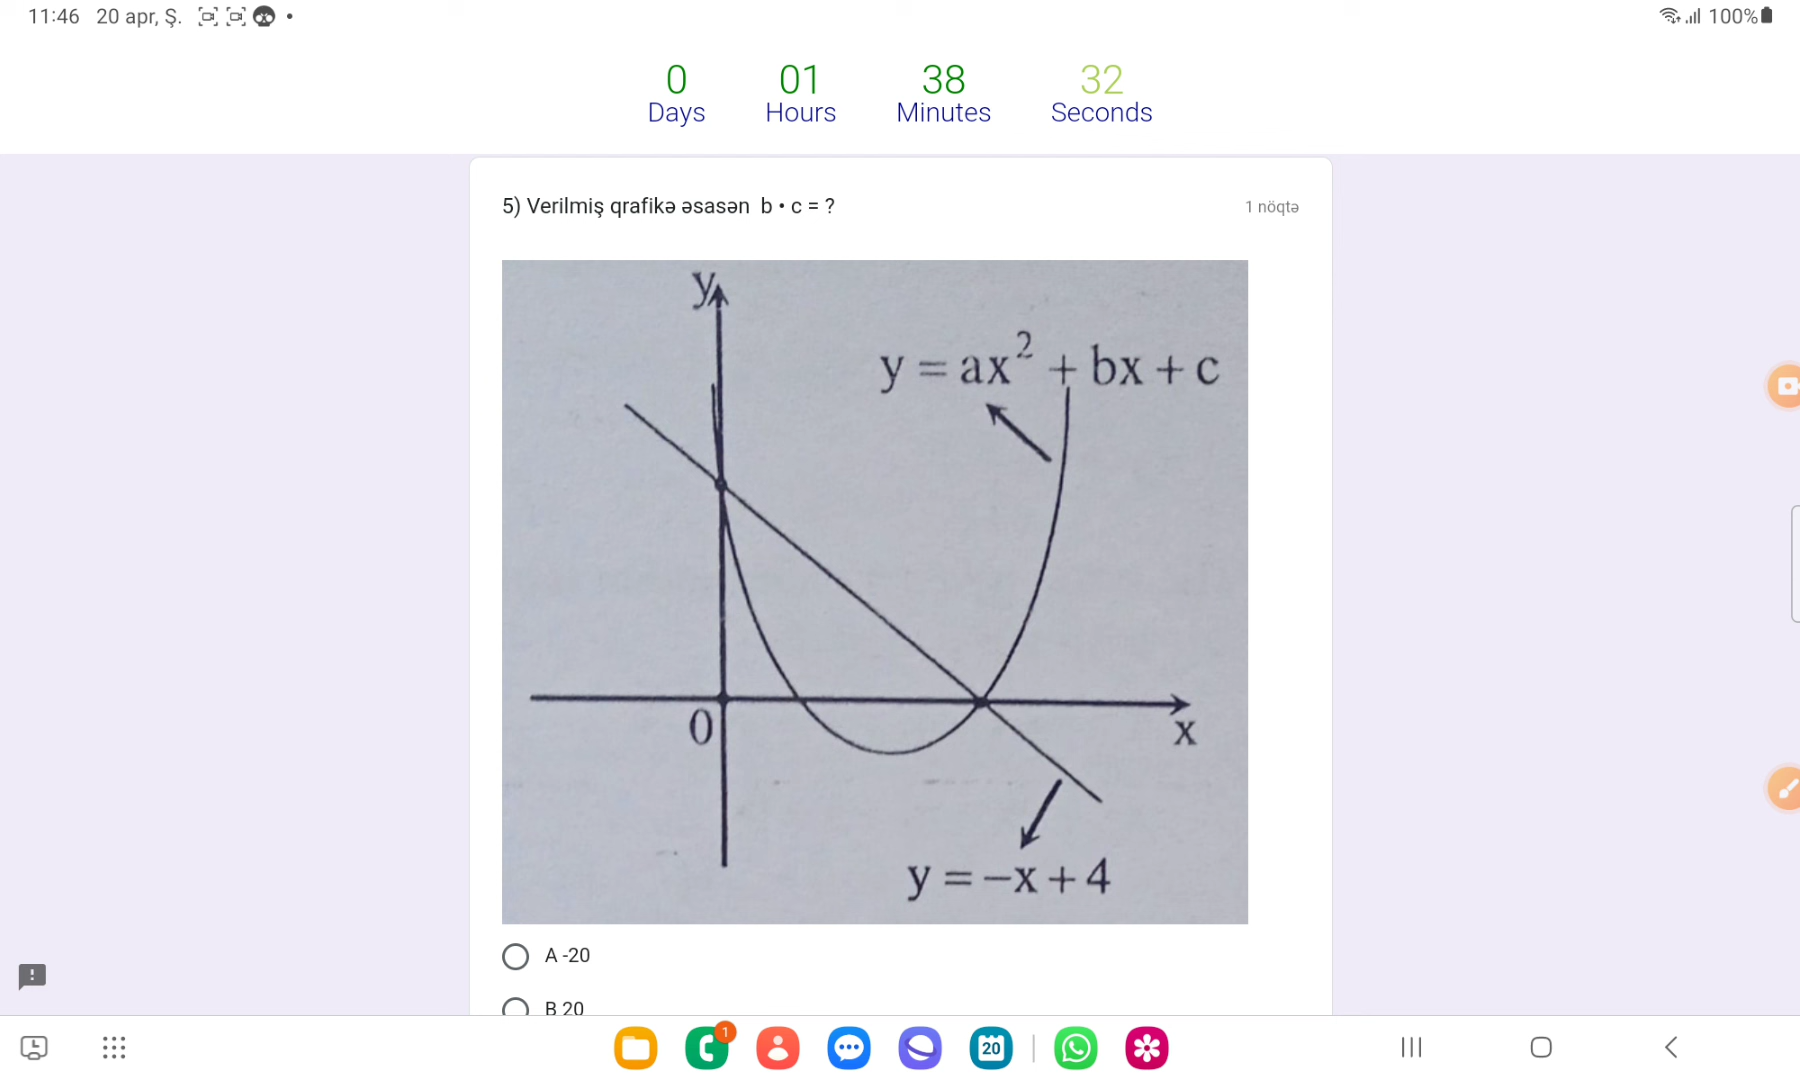 11:46 20 apr, Ş.
100%
0 01 38 32
Days Hours Minutes Seconds
5) Verilmiş qrafikə əsasən b • c = ?
1 nöqtə
y
y = ax² + bx + c
0
x
y = −x + 4
A -20
B 20
1
20